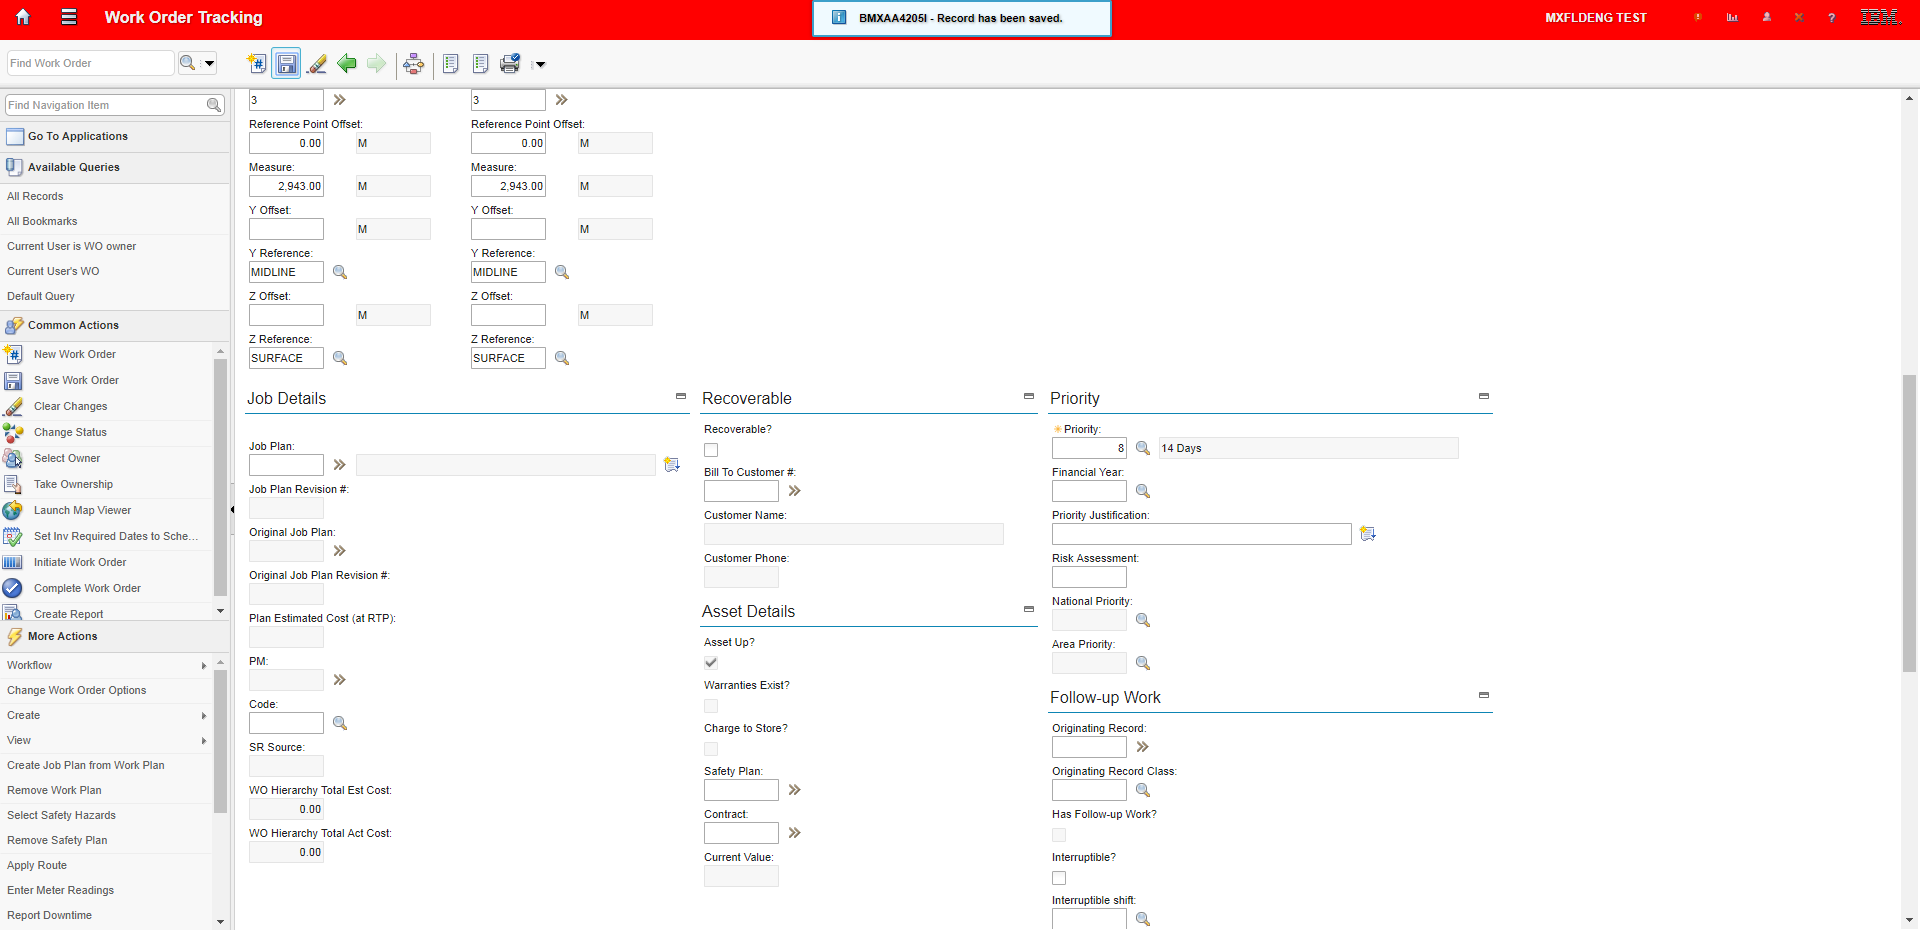 Work Order Tracking
BMXAA4205I - Record has been saved.
MXFLDENG TEST
?
IBM.
Find Work Order
Find Navigation Item
Go To Applications
Available Queries
All Records
All Bookmarks
Current User is WO owner
Current User's WO
Default Query
Common Actions
New Work Order
Save Work Order
Clear Changes
Change Status
Select Owner
Take Ownership
Launch Map Viewer
Set Inv Required Dates to Sche...
Initiate Work Order
Complete Work Order
Create Report
More Actions
Workflow
Change Work Order Options
Create
View
Create Job Plan from Work Plan
Remove Work Plan
Select Safety Hazards
Remove Safety Plan
Apply Route
Enter Meter Readings
Report Downtime
3 3
Reference Point Offset: Reference Point Offset:
0.00 M 0.00 M
Measure: Measure:
2,943.00 M 2,943.00 M
Y Offset: Y Offset:
M M
Y Reference: Y Reference:
MIDLINE MIDLINE
Z Offset: Z Offset:
M M
Z Reference: Z Reference:
SURFACE SURFACE
Job Details
Job Plan:
Job Plan Revision #:
Original Job Plan:
Original Job Plan Revision #:
Plan Estimated Cost (at RTP):
PM:
Code:
SR Source:
WO Hierarchy Total Est Cost:
0.00
WO Hierarchy Total Act Cost:
0.00
Recoverable
Recoverable?
Bill To Customer #:
Customer Name:
Customer Phone:
Asset Details
Asset Up?
Warranties Exist?
Charge to Store?
Safety Plan:
Contract:
Current Value:
Priority
Priority:
8 14 Days
Financial Year:
Priority Justification:
Risk Assessment:
National Priority:
Area Priority:
Follow-up Work
Originating Record:
Originating Record Class:
Has Follow-up Work?
Interruptible?
Interruptible shift: